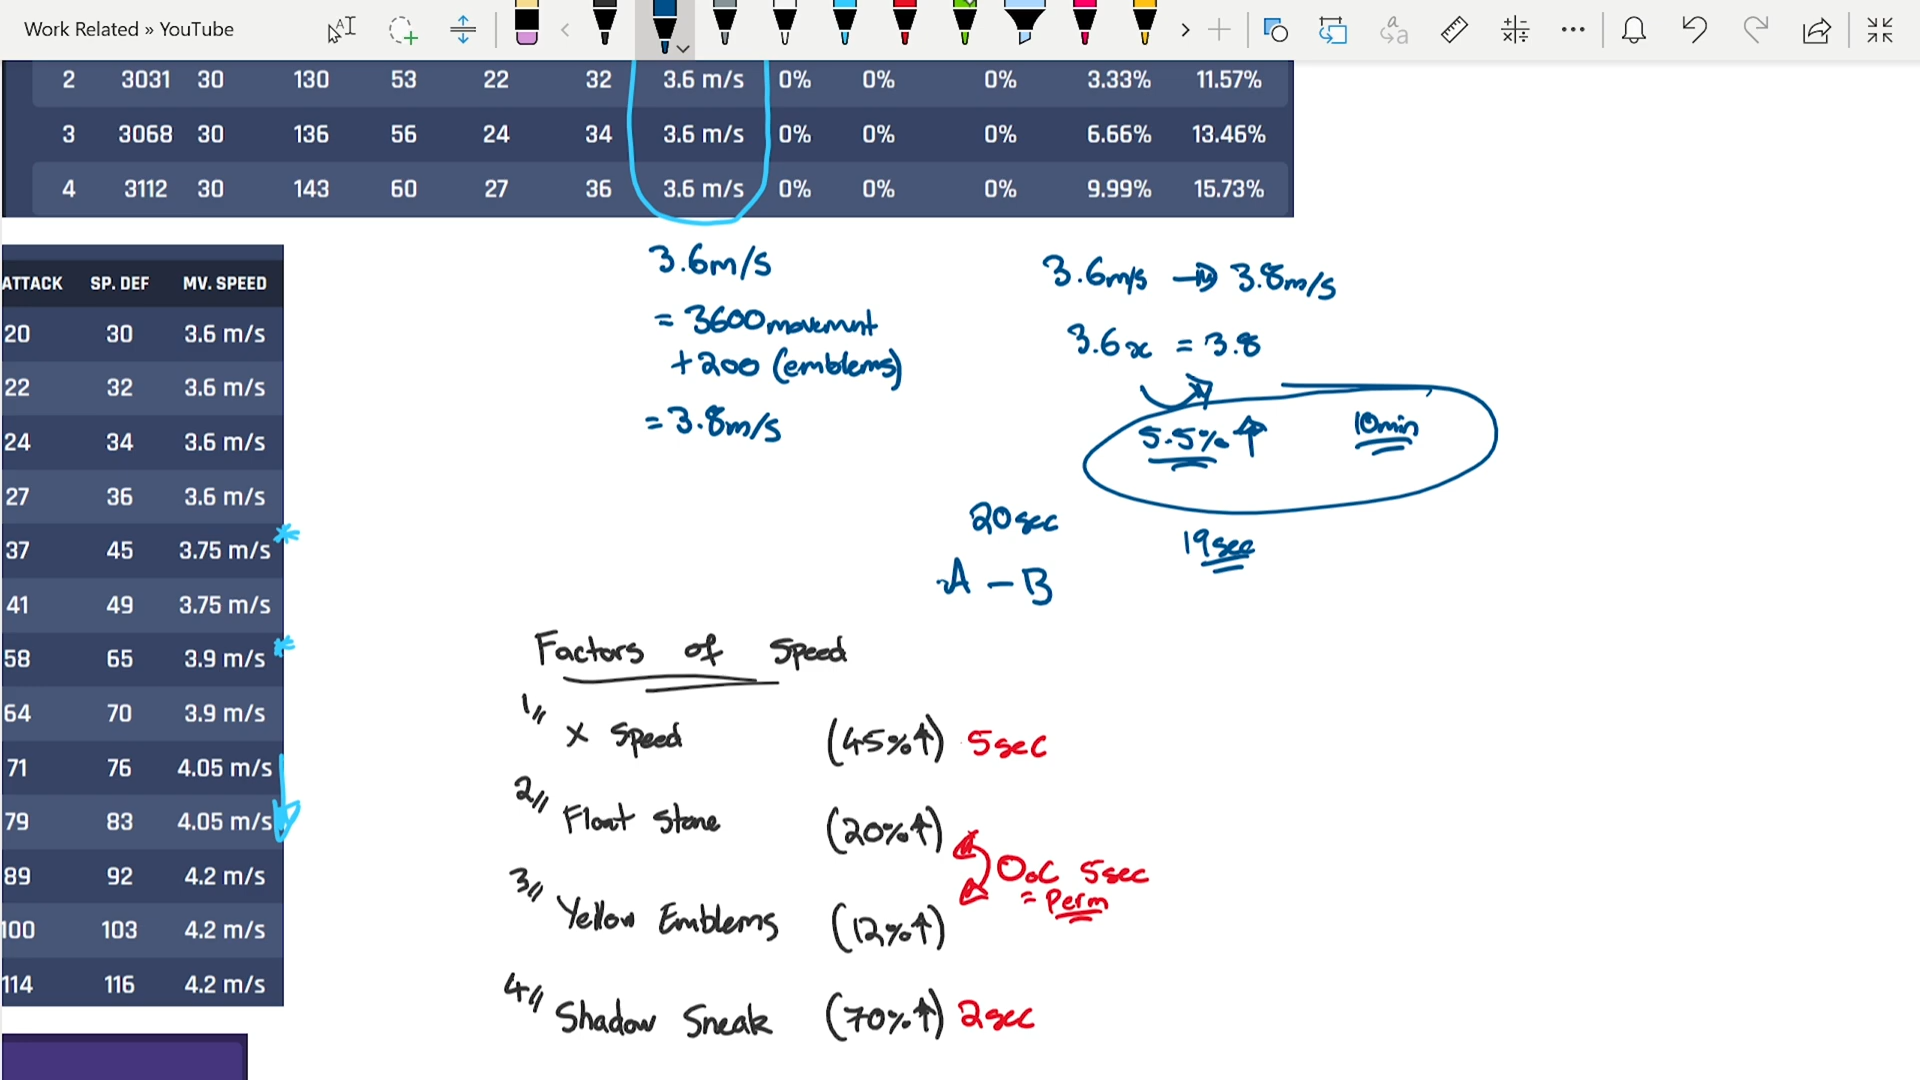 Work Related » YouTube
2 3031 30 130 53 22 32 3.6 m/s 0% 0% 0% 3.33% 11.57%
3 3068 30 136 56 24 34 3.6 m/s 0% 0% 0% 6.66% 13.46%
4 3112 30 143 60 27 36 3.6 m/s 0% 0% 0% 9.99% 15.73%
ATTACK SP. DEF MV. SPEED
20 30 3.6 m/s
22 32 3.6 m/s
24 34 3.6 m/s
27 36 3.6 m/s
37 45 3.75 m/s *
41 49 3.75 m/s
58 65 3.9 m/s *
64 70 3.9 m/s
71 76 4.05 m/s
79 83 4.05 m/s
89 92 4.2 m/s
100 103 4.2 m/s
114 116 4.2 m/s
3.6m/s
= 3600 movemnt
+200 (emblems)
= 3.8m/s
3.6m/s → 3.8m/s
3.6x = 3.8
5.5% ↑ 10min
20sec
19sec
A - B
Factors of Speed
1// X Speed (45%↑) 5sec
2// Float Stone (20%↑)
OoC 5sec
= Perm
3// Yellow Emblems (12%↑)
4// Shadow Sneak (70%↑) 2sec